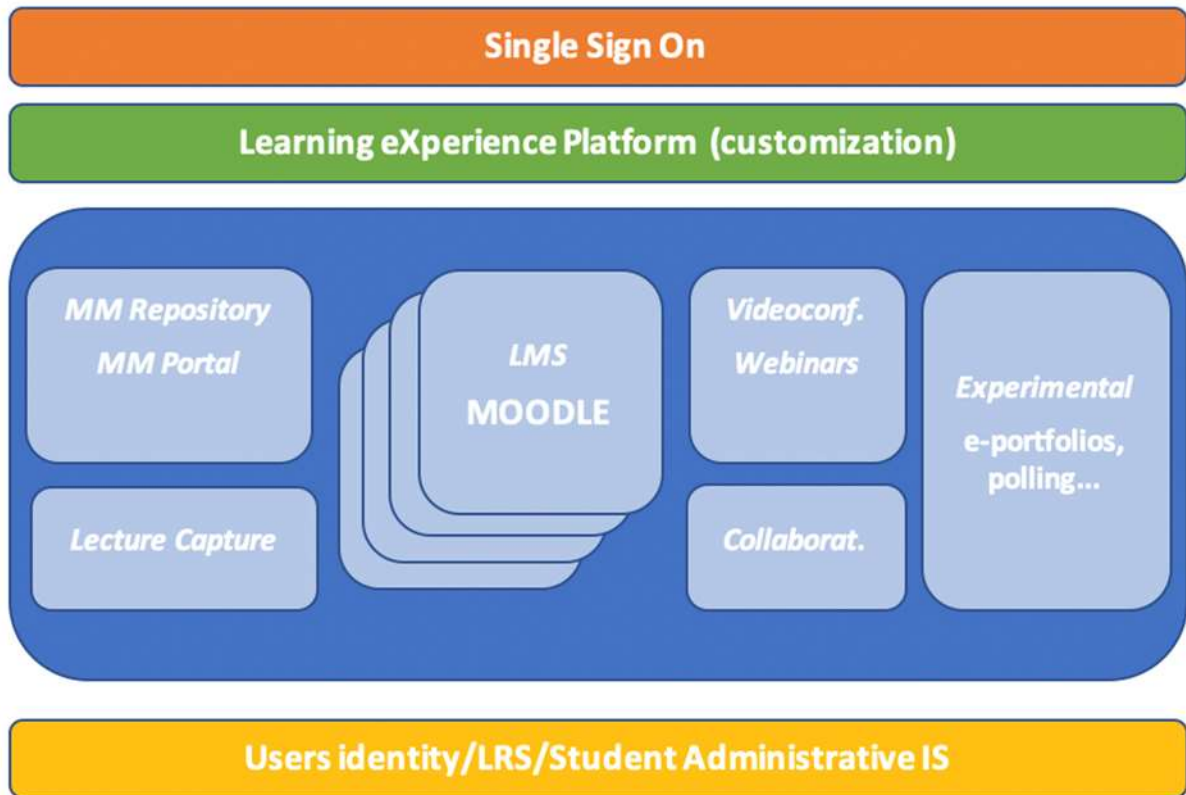 Single Sign On
Learning eXperience Platform (customization)
MM Repository
MM Portal
Lecture Capture
LMS
MOODLE
Videoconf.
Webinars
Collaborat.
Experimental
e-portfolios,
polling...
Users identity/LRS/Student Administrative IS